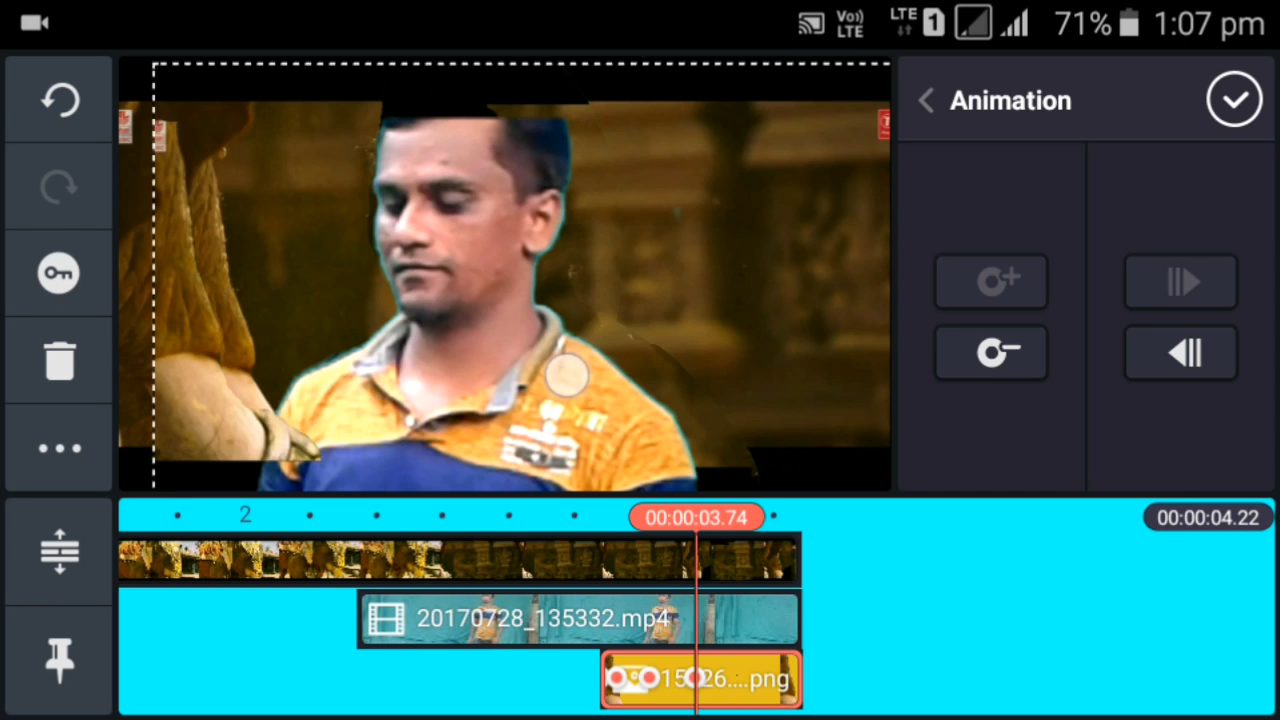 Vo))
LTE
LTE
1
71%
1:07 pm
Animation
2
00:00:03.74
00:00:04.22
20170728_135332.mp4
15 26....png